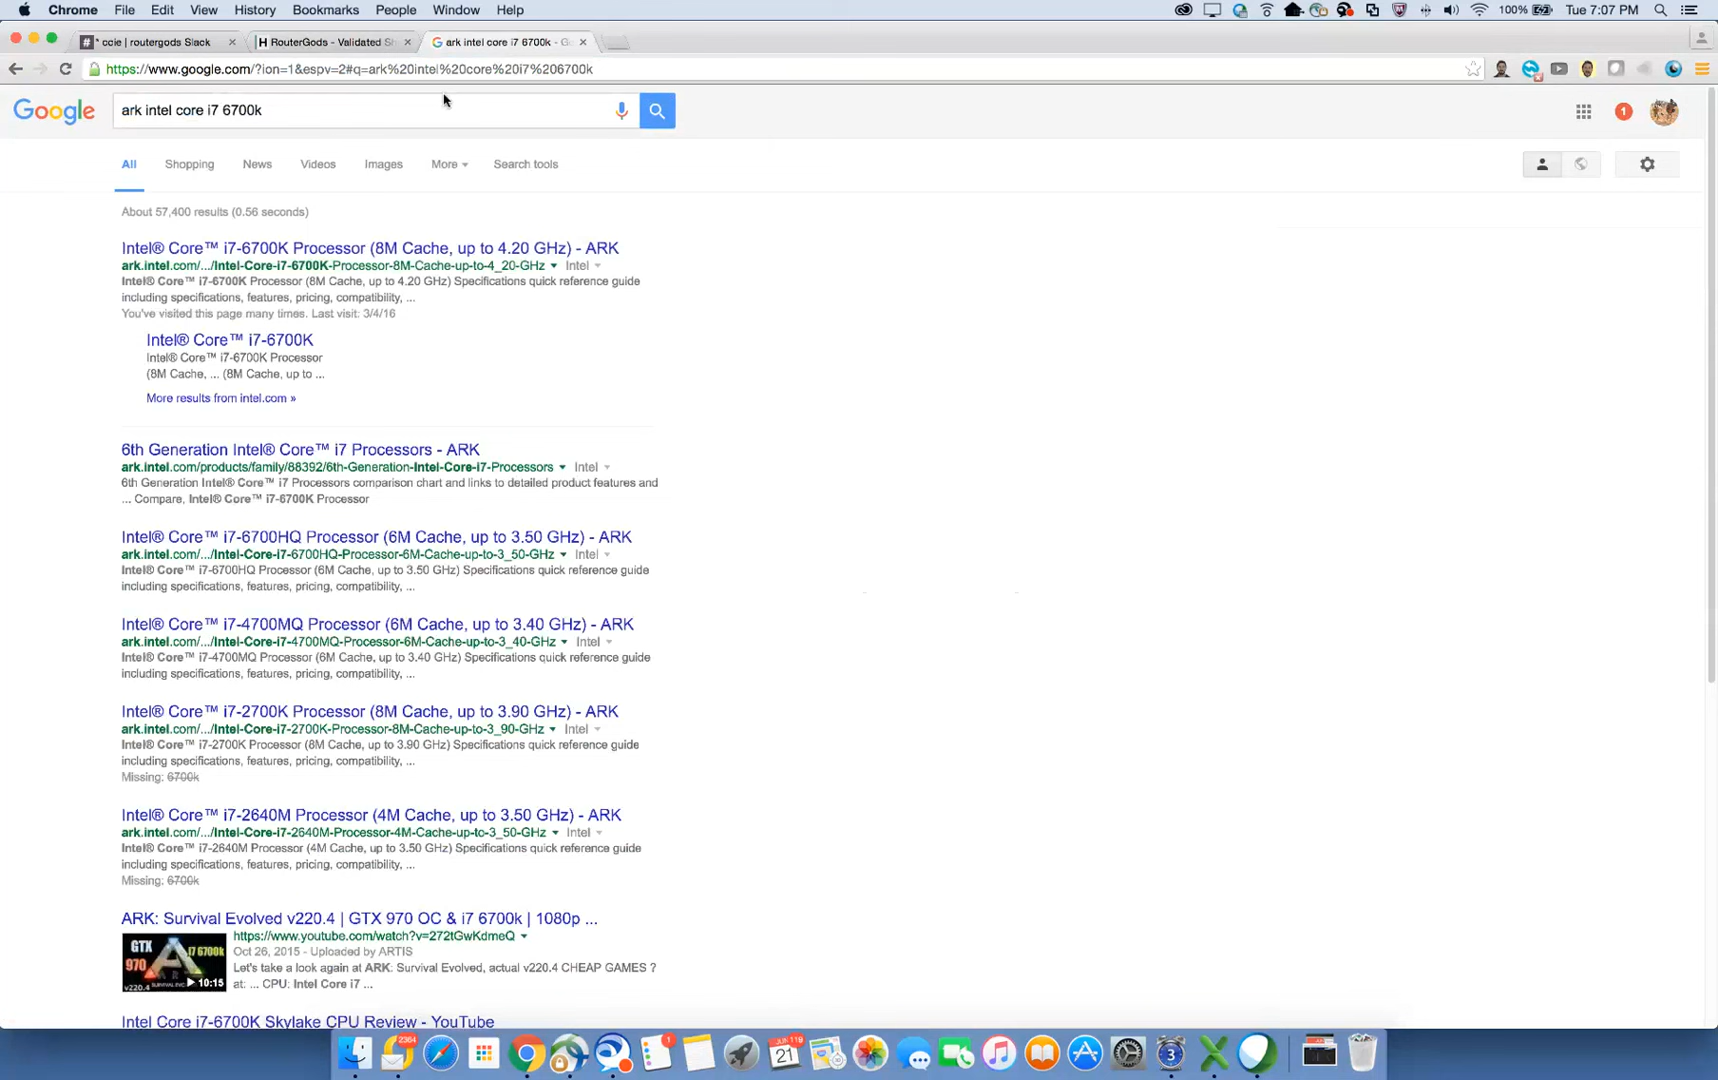 Chrome File Edit View History Bookmarks People Window Help 100% Tue 7:07 PM
* ccie | routergods Slack
RouterGods - Validated S
ark intel core i7 6700k - G
https://www.google.com/?ion=1&espv=2#q=ark%20intel%20core%20i7%206700k
Google
ark intel core i7 6700k
1
All Shopping News Videos Images More Search tools
About 57,400 results (0.56 seconds)
Intel® Core™ i7-6700K Processor (8M Cache, up to 4.20 GHz) - ARK
ark.intel.com/.../Intel-Core-i7-6700K-Processor-8M-Cache-up-to-4_20-GHz Intel
Intel® Core™ i7-6700K Processor (8M Cache, up to 4.20 GHz) Specifications quick reference guide
including specifications, features, pricing, compatibility, ...
You've visited this page many times. Last visit: 3/4/16
Intel® Core™ i7-6700K
Intel® Core™ i7-6700K Processor
(8M Cache, ... (8M Cache, up to ...
More results from intel.com »
6th Generation Intel® Core™ i7 Processors - ARK
ark.intel.com/products/family/88392/6th-Generation-Intel-Core-i7-Processors Intel
6th Generation Intel® Core™ i7 Processors comparison chart and links to detailed product features and
... Compare, Intel® Core™ i7-6700K Processor
Intel® Core™ i7-6700HQ Processor (6M Cache, up to 3.50 GHz) - ARK
ark.intel.com/.../Intel-Core-i7-6700HQ-Processor-6M-Cache-up-to-3_50-GHz Intel
Intel® Core™ i7-6700HQ Processor (6M Cache, up to 3.50 GHz) Specifications quick reference guide
including specifications, features, pricing, compatibility, ...
Intel® Core™ i7-4700MQ Processor (6M Cache, up to 3.40 GHz) - ARK
ark.intel.com/.../Intel-Core-i7-4700MQ-Processor-6M-Cache-up-to-3_40-GHz Intel
Intel® Core™ i7-4700MQ Processor (6M Cache, up to 3.40 GHz) Specifications quick reference guide
including specifications, features, pricing, compatibility, ...
Intel® Core™ i7-2700K Processor (8M Cache, up to 3.90 GHz) - ARK
ark.intel.com/.../Intel-Core-i7-2700K-Processor-8M-Cache-up-to-3_90-GHz Intel
Intel® Core™ i7-2700K Processor (8M Cache, up to 3.90 GHz) Specifications quick reference guide
including specifications, features, pricing, compatibility, ...
Missing: 6700k
Intel® Core™ i7-2640M Processor (4M Cache, up to 3.50 GHz) - ARK
ark.intel.com/.../Intel-Core-i7-2640M-Processor-4M-Cache-up-to-3_50-GHz Intel
Intel® Core™ i7-2640M Processor (4M Cache, up to 3.50 GHz) Specifications quick reference guide
including specifications, features, pricing, compatibility, ...
Missing: 6700k
ARK: Survival Evolved v220.4 | GTX 970 OC & i7 6700k | 1080p ...
GTX 970 i7 6700k
v220.4 10:15
https://www.youtube.com/watch?v=272tGwKdmeQ
Oct 26, 2015 - Uploaded by ARTIS
Let's take a look again at ARK: Survival Evolved, actual v220.4 CHEAP GAMES ?
at: ... CPU: Intel Core i7 ...
Intel Core i7-6700K Skylake CPU Review - YouTube
2364 1 21 3